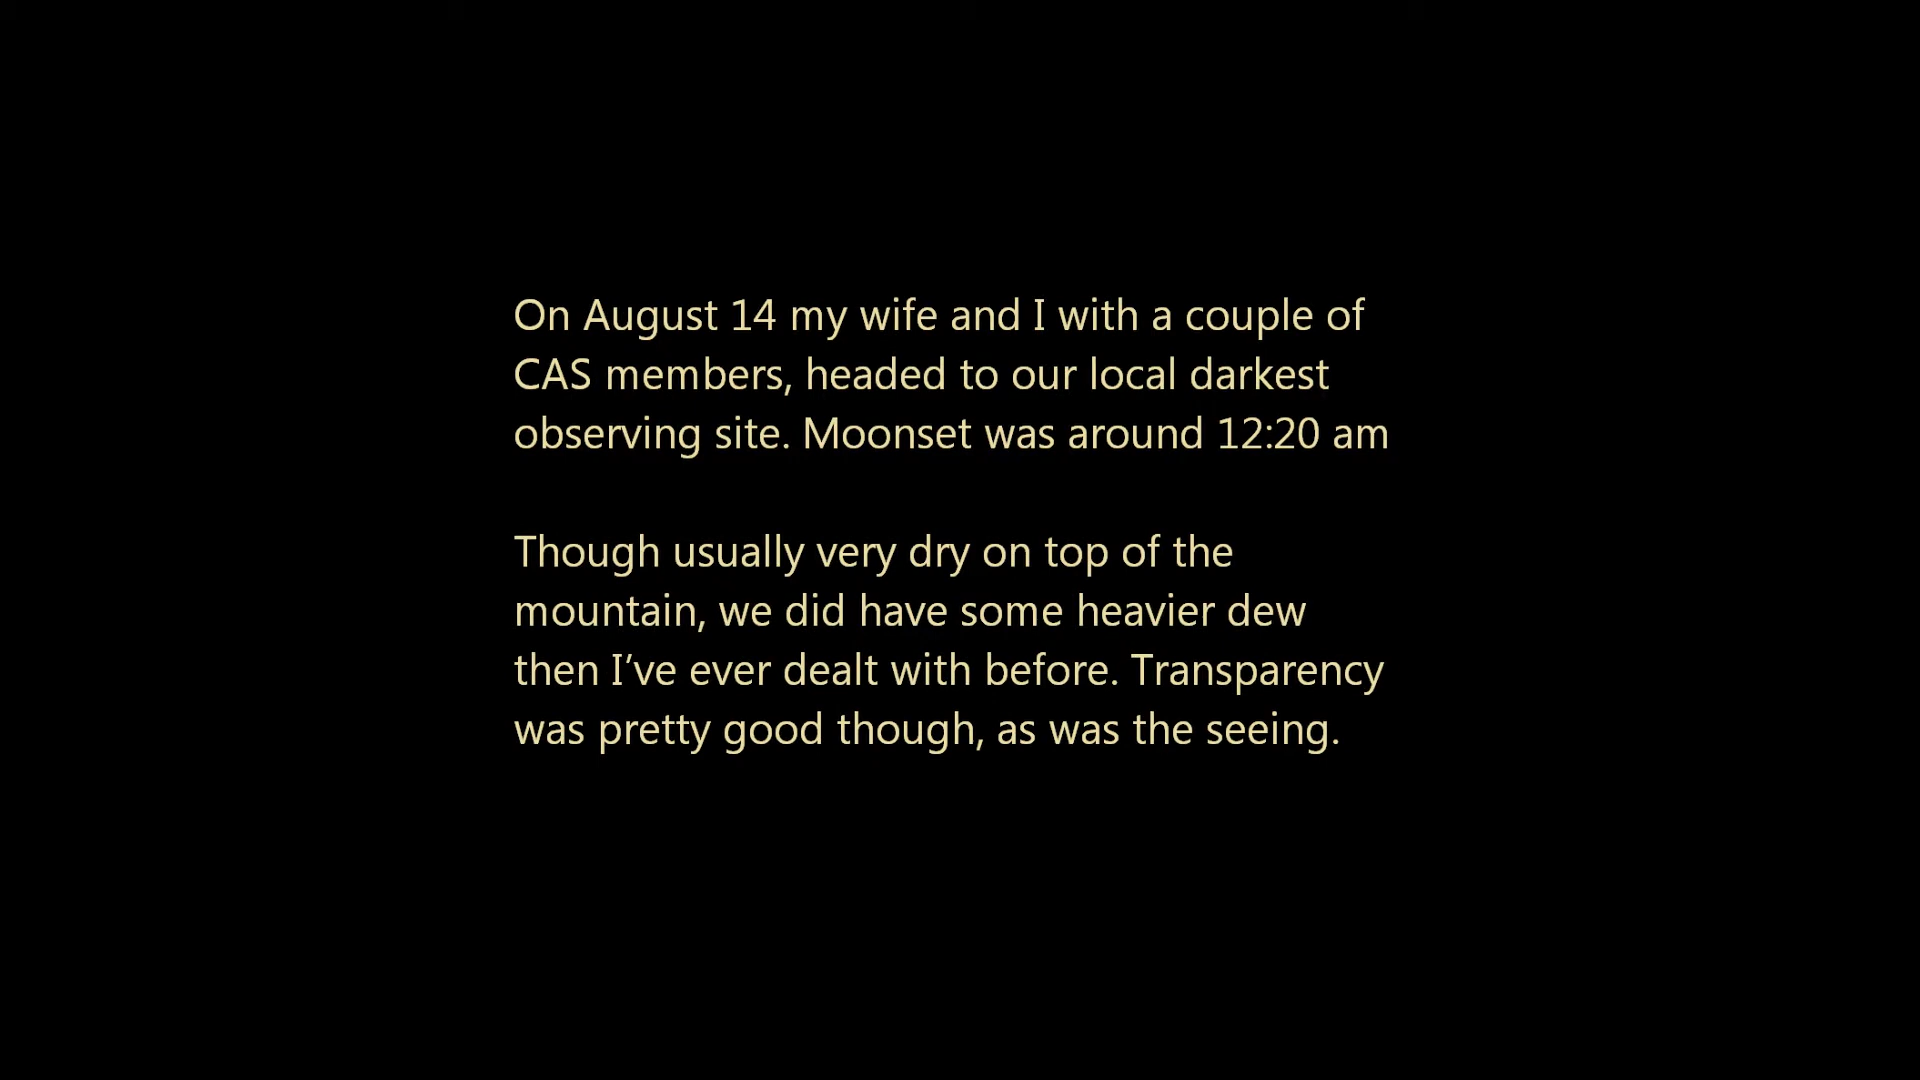 On August 14 my wife and I with a couple of
CAS members, headed to our local darkest
observing site. Moonset was around 12:20 am
Though usually very dry on top of the
mountain, we did have some heavier dew
then I’ve ever dealt with before. Transparency
was pretty good though, as was the seeing.